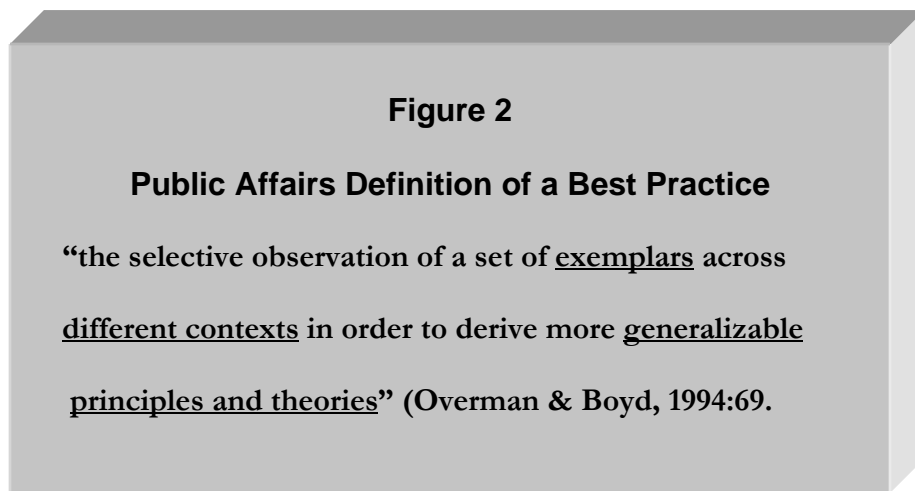 Figure 2
Public Affairs Definition of a Best Practice
“the selective observation of a set of exemplars across
different contexts in order to derive more generalizable
principles and theories” (Overman & Boyd, 1994:69.